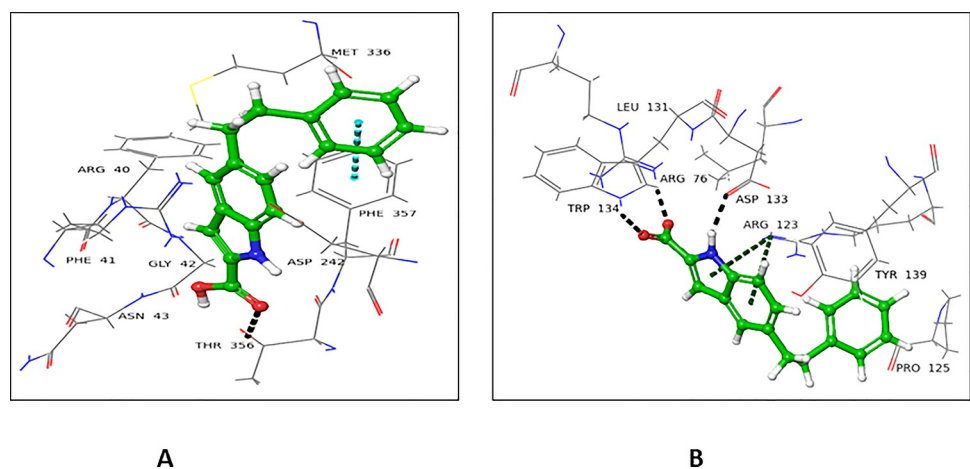 MET 336
ARG 40
PHE 357
PHE 41
GLY 42
ASP 242
ASN 43
THR 356
LEU 131
ARG 76
TRP 134
ASP 133
ARG 123
TYR 139
PRO 125
A
B